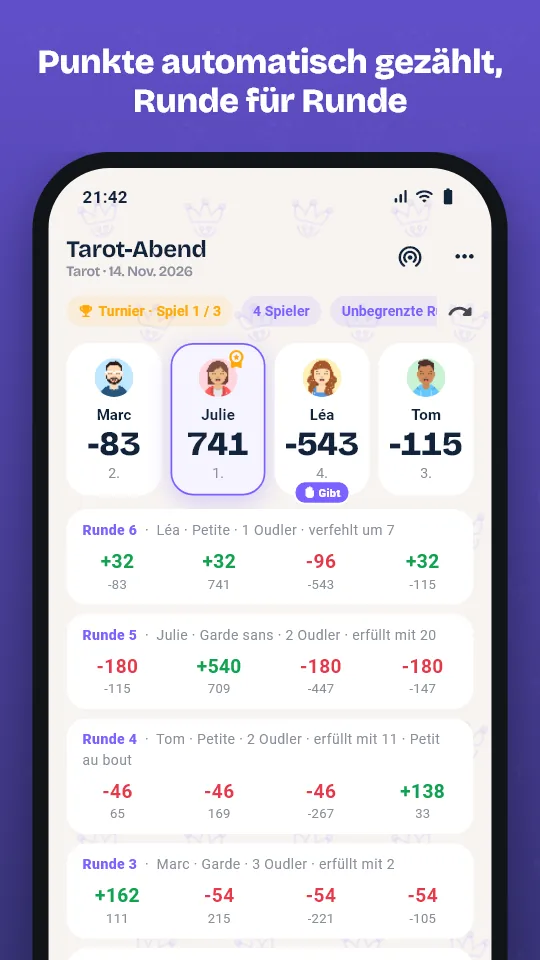 Punkte automatisch gezählt,
Runde für Runde
21:42
Tarot-Abend
Tarot · 14. Nov. 2026
Turnier · Spiel 1 / 3
4 Spieler
Unbegrenzte
Marc
Julie
Léa
Tom
-83
741
-543
-115
2.
1.
4.
3.
Gibt
Runde 6 · Léa · Petite · 1 Oudler · verfehlt um 7
+32 +32 -96 +32
-83 741 -543 -115
Runde 5 · Julie · Garde sans · 2 Oudler · erfüllt mit 20
-180 +540 -180 -180
-115 709 -447 -147
Runde 4 · Tom · Petite · 2 Oudler · erfüllt mit 11 · Petit
au bout
-46 -46 -46 +138
65 169 -267 33
Runde 3 · Marc · Garde · 3 Oudler · erfüllt mit 2
+162 -54 -54 -54
111 215 -221 -105